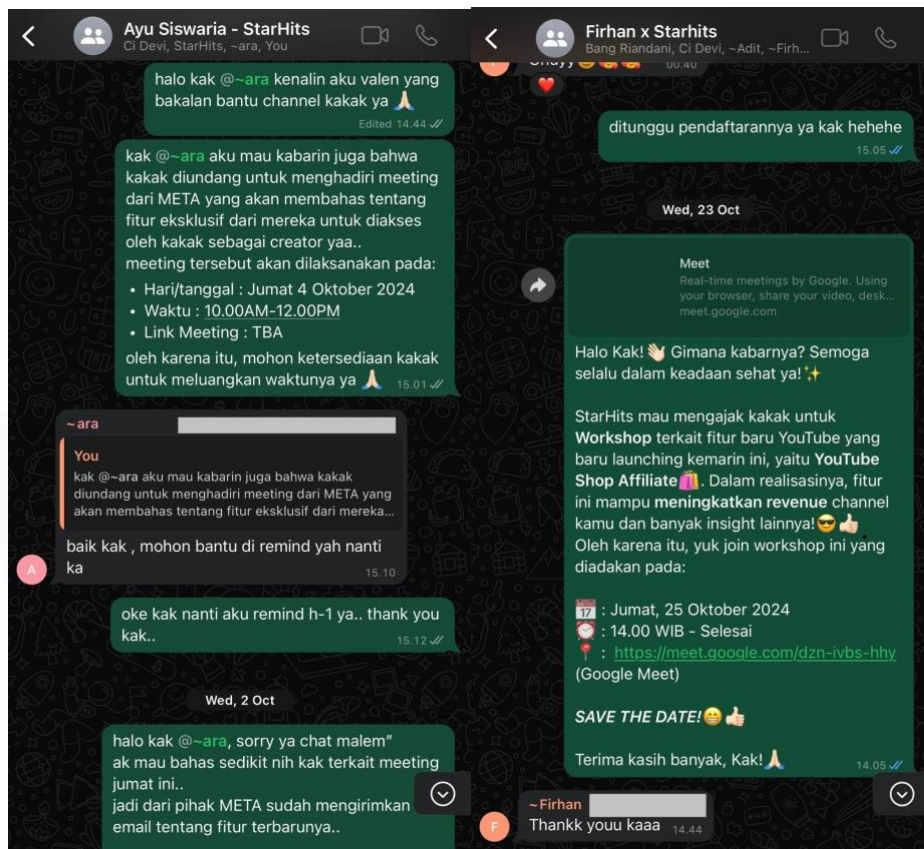 Ayu Siswaria - StarHits
Ci Devi, StarHits, ~ara, You
halo kak @~ara kenalin aku valen yang
bakalan bantu channel kakak ya 🙏🏻
Edited 14.44
kak @~ara aku mau kabarin juga bahwa
kakak diundang untuk menghadiri meeting
dari META yang akan membahas tentang
fitur eksklusif dari mereka untuk diakses
oleh kakak sebagai creator yaa..
meeting tersebut akan dilaksanakan pada:
• Hari/tanggal : Jumat 4 Oktober 2024
• Waktu : 10.00AM-12.00PM
• Link Meeting : TBA
oleh karena itu, mohon ketersediaan kakak
untuk meluangkan waktunya ya 🙏🏻
15.01
~ara
You
kak @~ara aku mau kabarin juga bahwa kakak
diundang untuk menghadiri meeting dari META yang
akan membahas tentang fitur eksklusif dari mereka...
baik kak , mohon bantu di remind yah nanti
ka
15.10
A
oke kak nanti aku remind h-1 ya.. thank you
kak..
15.12
Wed, 2 Oct
halo kak @~ara, sorry ya chat malem"
ak mau bahas sedikit nih kak terkait meeting
jumat ini..
jadi dari pihak META sudah mengirimkan
email tentang fitur terbarunya..
Firhan x Starhits
Bang Riandani, Ci Devi, ~Adit, ~Firh...
00.40
ditunggu pendaftarannya ya kak hehehe
15.05
Wed, 23 Oct
Meet
Real-time meetings by Google. Using
your browser, share your video, desk...
meet.google.com
Halo Kak!👋🏻 Gimana kabarnya? Semoga
selalu dalam keadaan sehat ya!✨
StarHits mau mengajak kakak untuk
Workshop terkait fitur baru YouTube yang
baru launching kemarin ini, yaitu YouTube
Shop Affiliate🛍️. Dalam realisasinya, fitur
ini mampu meningkatkan revenue channel
kamu dan banyak insight lainnya!😎👍🏻
Oleh karena itu, yuk join workshop ini yang
diadakan pada:
📅 : Jumat, 25 Oktober 2024
⏰ : 14.00 WIB - Selesai
📍 : https://meet.google.com/dzn-ivbs-hhy
(Google Meet)
SAVE THE DATE!😁👍🏻
Terima kasih banyak, Kak!🙏🏻
14.05
~Firhan
F
Thankk youu kaaa
14.44